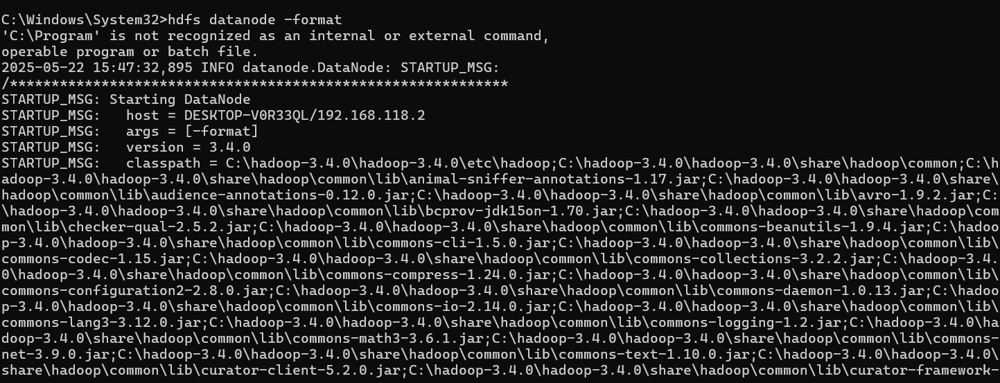 C:\Windows\System32>hdfs datanode -format
'C:\Program' is not recognized as an internal or external command,
operable program or batch file.
2025-05-22 15:47:32,895 INFO datanode.DataNode: STARTUP_MSG:
/************************************************************
STARTUP_MSG: Starting DataNode
STARTUP_MSG:   host = DESKTOP-V0R33QL/192.168.118.2
STARTUP_MSG:   args = [-format]
STARTUP_MSG:   version = 3.4.0
STARTUP_MSG:   classpath = C:\hadoop-3.4.0\hadoop-3.4.0\etc\hadoop;C:\hadoop-3.4.0\hadoop-3.4.0\share\hadoop\common;C:\h
adoop-3.4.0\hadoop-3.4.0\share\hadoop\common\lib\animal-sniffer-annotations-1.17.jar;C:\hadoop-3.4.0\hadoop-3.4.0\share\
hadoop\common\lib\audience-annotations-0.12.0.jar;C:\hadoop-3.4.0\hadoop-3.4.0\share\hadoop\common\lib\avro-1.9.2.jar;C:
\hadoop-3.4.0\hadoop-3.4.0\share\hadoop\common\lib\bcprov-jdk15on-1.70.jar;C:\hadoop-3.4.0\hadoop-3.4.0\share\hadoop\com
mon\lib\checker-qual-2.5.2.jar;C:\hadoop-3.4.0\hadoop-3.4.0\share\hadoop\common\lib\commons-beanutils-1.9.4.jar;C:\hadoo
p-3.4.0\hadoop-3.4.0\share\hadoop\common\lib\commons-cli-1.5.0.jar;C:\hadoop-3.4.0\hadoop-3.4.0\share\hadoop\common\lib\
commons-codec-1.15.jar;C:\hadoop-3.4.0\hadoop-3.4.0\share\hadoop\common\lib\commons-collections-3.2.2.jar;C:\hadoop-3.4.
0\hadoop-3.4.0\share\hadoop\common\lib\commons-compress-1.24.0.jar;C:\hadoop-3.4.0\hadoop-3.4.0\share\hadoop\common\lib\
commons-configuration2-2.8.0.jar;C:\hadoop-3.4.0\hadoop-3.4.0\share\hadoop\common\lib\commons-daemon-1.0.13.jar;C:\hadoo
p-3.4.0\hadoop-3.4.0\share\hadoop\common\lib\commons-io-2.14.0.jar;C:\hadoop-3.4.0\hadoop-3.4.0\share\hadoop\common\lib\
commons-lang3-3.12.0.jar;C:\hadoop-3.4.0\hadoop-3.4.0\share\hadoop\common\lib\commons-logging-1.2.jar;C:\hadoop-3.4.0\ha
doop-3.4.0\share\hadoop\common\lib\commons-math3-3.6.1.jar;C:\hadoop-3.4.0\hadoop-3.4.0\share\hadoop\common\lib\commons-
net-3.9.0.jar;C:\hadoop-3.4.0\hadoop-3.4.0\share\hadoop\common\lib\commons-text-1.10.0.jar;C:\hadoop-3.4.0\hadoop-3.4.0\
share\hadoop\common\lib\curator-client-5.2.0.jar;C:\hadoop-3.4.0\hadoop-3.4.0\share\hadoop\common\lib\curator-framework-